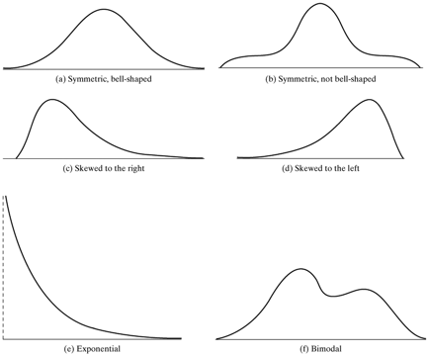 (a) Symmetric, bell-shaped
(b) Symmetric, not bell-shaped
(c) Skewed to the right
(d) Skewed to the left
(e) Exponential
(f) Bimodal